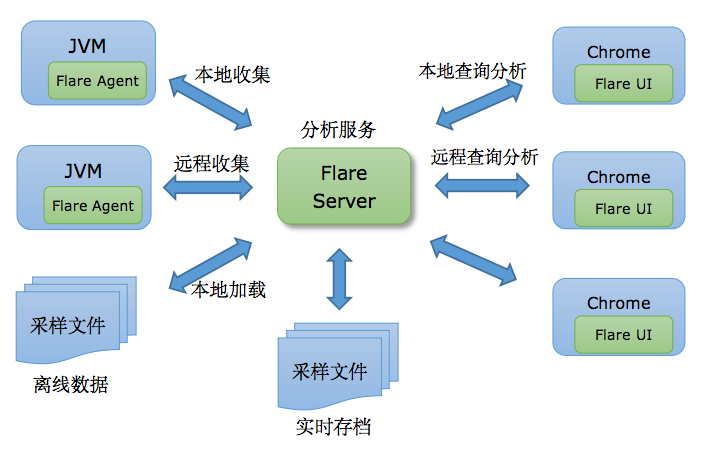 JVM
Flare Agent
本地收集
JVM
Flare Agent
远程收集
采样文件
离线数据
本地加载
分析服务
Flare
Server
采样文件
实时存档
本地查询分析
Chrome
Flare UI
远程查询分析
Chrome
Flare UI
Chrome
Flare UI